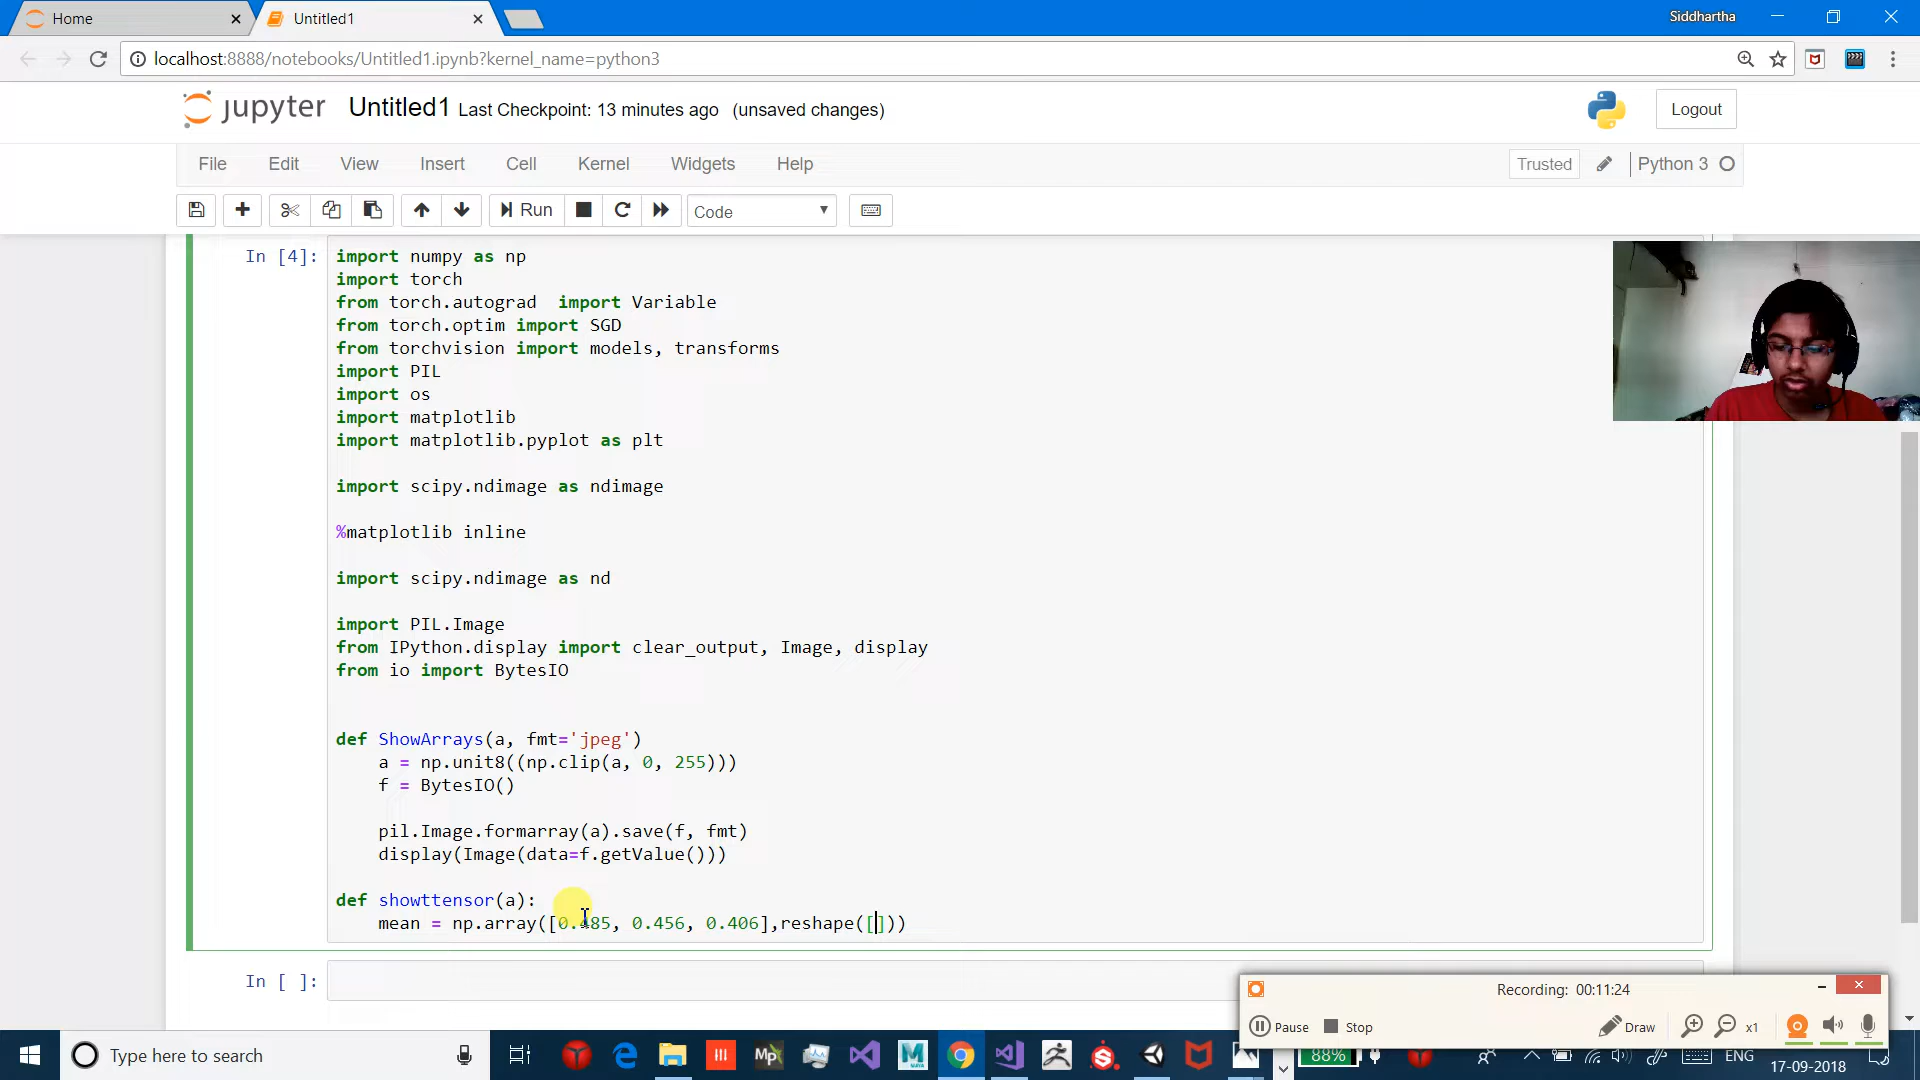 Home
Untitled1
Siddhartha
localhost:8888/notebooks/Untitled1.ipynb?kernel_name=python3
jupyter Untitled1 Last Checkpoint: 13 minutes ago (unsaved changes)
Logout
File Edit View Insert Cell Kernel Widgets Help
Trusted Python 3
Run Code
In [4]:
import numpy as np
import torch
from torch.autograd  import Variable
from torch.optim import SGD
from torchvision import models, transforms
import PIL
import os
import matplotlib
import matplotlib.pyplot as plt
import scipy.ndimage as ndimage
%matplotlib inline
import scipy.ndimage as nd
import PIL.Image
from IPython.display import clear_output, Image, display
from io import BytesIO
def ShowArrays(a, fmt='jpeg')
    a = np.unit8((np.clip(a, 0, 255)))
    f = BytesIO()
    pil.Image.formarray(a).save(f, fmt)
    display(Image(data=f.getValue()))
def showttensor(a):
    mean = np.array([0.485, 0.456, 0.406],reshape([]))
In [ ]:
Recording: 00:11:24
Pause Stop Draw x1
Type here to search
Mp
88%
ENG
17-09-2018